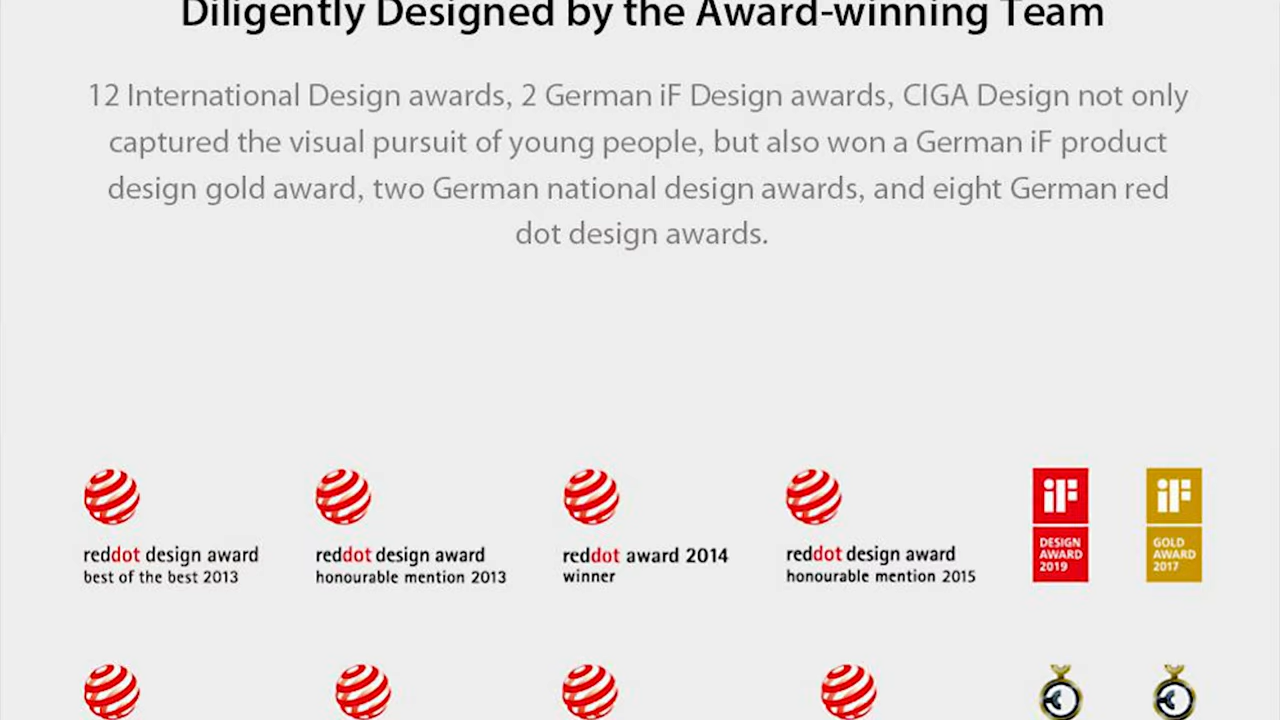 Diligently Designed by the Award-winning Team
12 International Design awards, 2 German iF Design awards, CIGA Design not only
captured the visual pursuit of young people, but also won a German iF product
design gold award, two German national design awards, and eight German red
dot design awards.
reddot design award
best of the best 2013
reddot design award
honourable mention 2013
reddot award 2014
winner
reddot design award
honourable mention 2015
iF
DESIGN
AWARD
2019
iF
GOLD
AWARD
2017